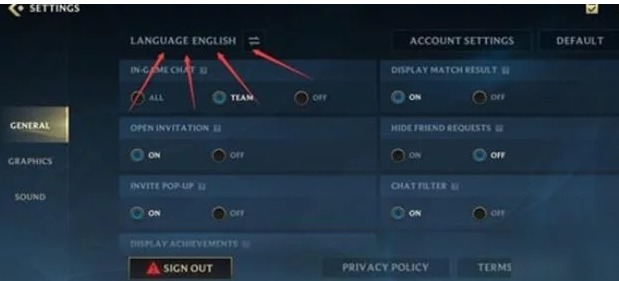 SETTINGS
LANGUAGE ENGLISH
ACCOUNT SETTINGS
DEFAULT
IN-GAME CHAT
DISPLAY MATCH RESULT
ALL TEAM OFF
ON OFF
GENERAL
OPEN INVITATION
HIDE FRIEND REQUESTS
ON OFF
ON OFF
GRAPHICS
INVITE POP-UP
CHAT FILTER
SOUND
ON OFF
ON OFF
DISPLAY ACHIEVEMENTS
SIGN OUT
PRIVACY POLICY
TERMS